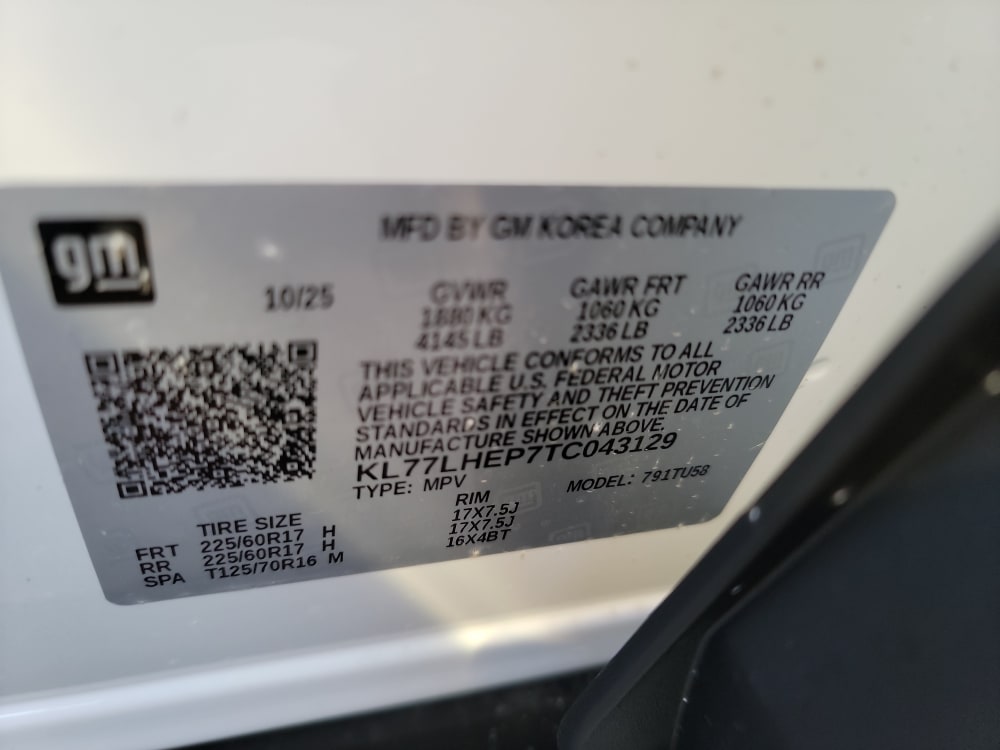 gm
MFD BY GM KOREA COMPANY
10/25 GVWR GAWR FRT GAWR RR
1880 KG 1060 KG 1060 KG
4145 LB 2336 LB 2336 LB
THIS VEHICLE CONFORMS TO ALL
APPLICABLE U.S. FEDERAL MOTOR
VEHICLE SAFETY AND THEFT PREVENTION
STANDARDS IN EFFECT ON THE DATE OF
MANUFACTURE SHOWN ABOVE.
KL77LHEP7TC043129
TYPE: MPV MODEL: 791TU58
TIRE SIZE RIM
FRT 225/60R17 H 17X7.5J
RR 225/60R17 H 17X7.5J
SPA T125/70R16 M 16X4BT